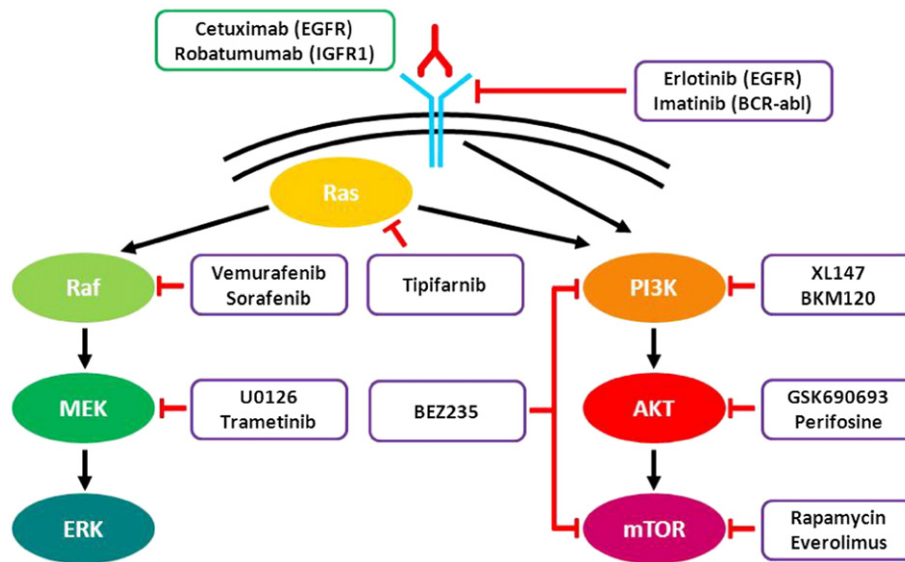 Cetuximab (EGFR)
Robatumumab (IGFR1)
Erlotinib (EGFR)
Imatinib (BCR-abl)
Ras
Raf
Vemurafenib
Sorafenib
Tipifarnib
PI3K
XL147
BKM120
MEK
U0126
Trametinib
BEZ235
AKT
GSK690693
Perifosine
ERK
mTOR
Rapamycin
Everolimus